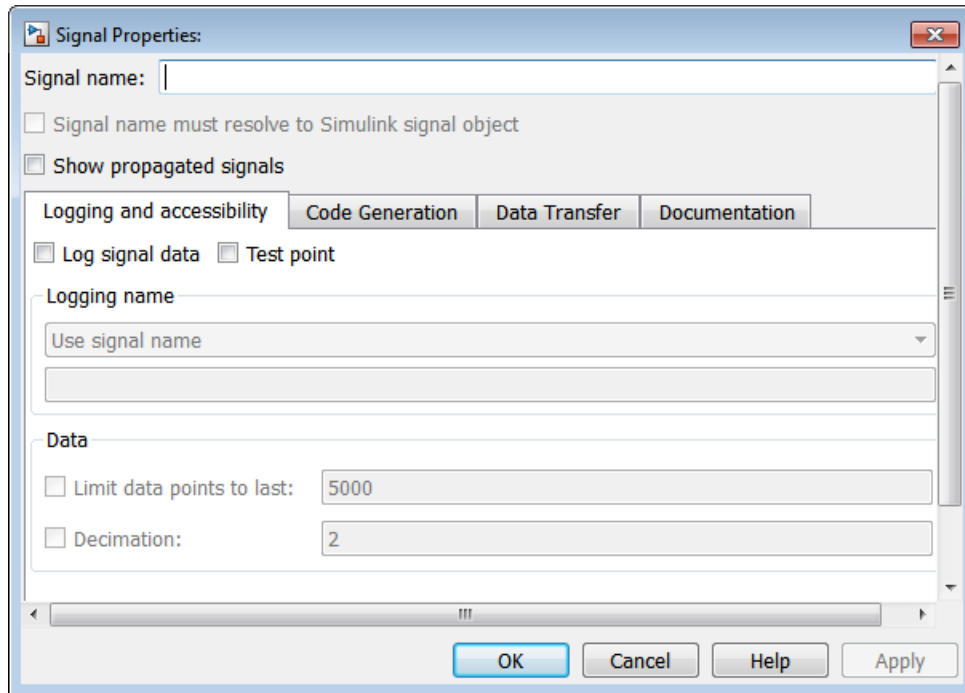 Signal Properties:
Signal name:
Signal name must resolve to Simulink signal object
Show propagated signals
Logging and accessibility Code Generation Data Transfer Documentation
Log signal data Test point
Logging name
Use signal name
Data
Limit data points to last: 5000
Decimation: 2
OK Cancel Help Apply